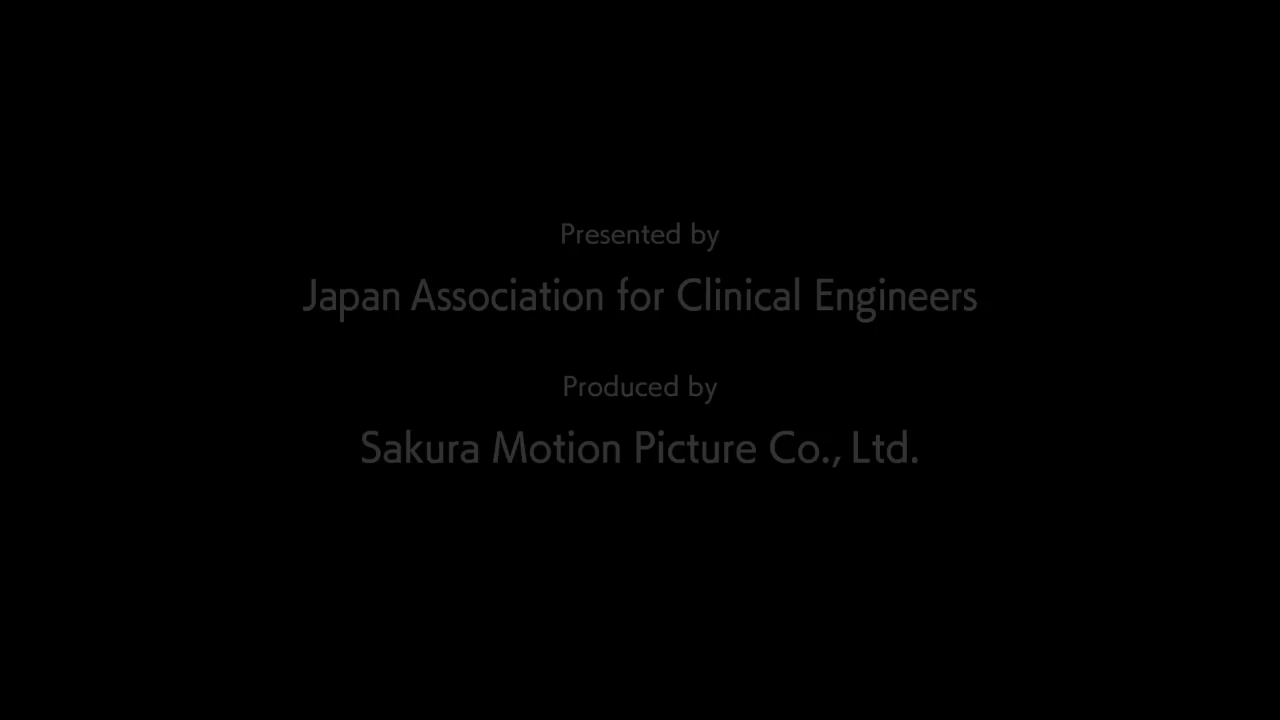 Presented by
Japan Association for Clinical Engineers
Produced by
Sakura Motion Picture Co., Ltd.